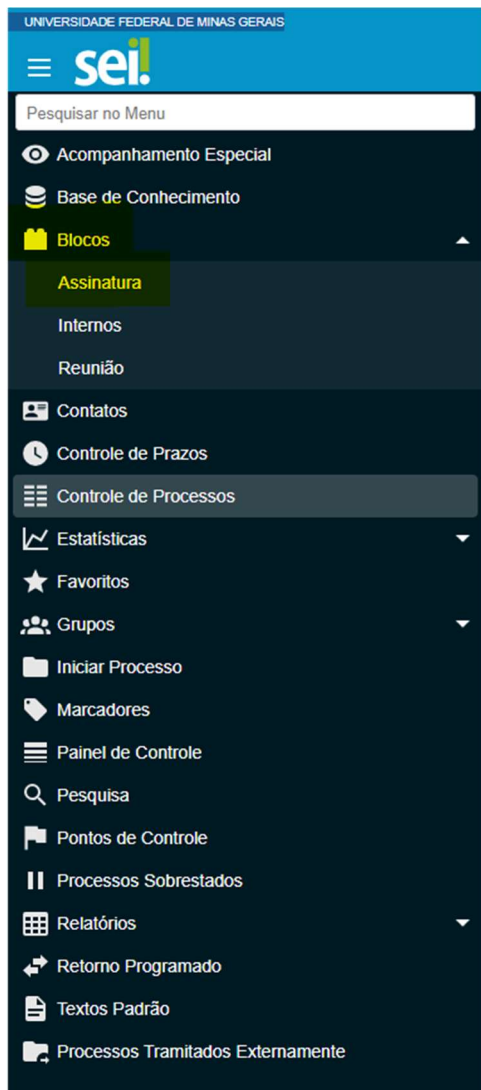 UNIVERSIDADE FEDERAL DE MINAS GERAIS
sei!
Pesquisar no Menu
Acompanhamento Especial
Base de Conhecimento
Blocos
Assinatura
Internos
Reunião
Contatos
Controle de Prazos
Controle de Processos
Estatísticas
Favoritos
Grupos
Iniciar Processo
Marcadores
Painel de Controle
Pesquisa
Pontos de Controle
Processos Sobrestados
Relatórios
Retorno Programado
Textos Padrão
Processos Tramitados Externamente